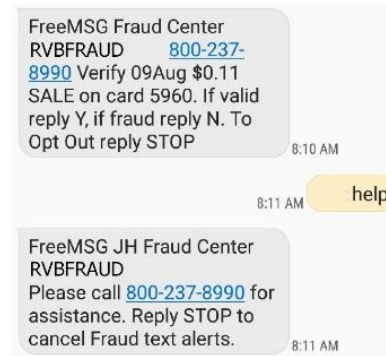 FreeMSG Fraud Center
RVBFRAUD 800-237-
8990 Verify 09Aug $0.11
SALE on card 5960. If valid
reply Y, if fraud reply N. To
Opt Out reply STOP
8:10 AM
8:11 AM help
FreeMSG JH Fraud Center
RVBFRAUD
Please call 800-237-8990 for
assistance. Reply STOP to
cancel Fraud text alerts.
8:11 AM